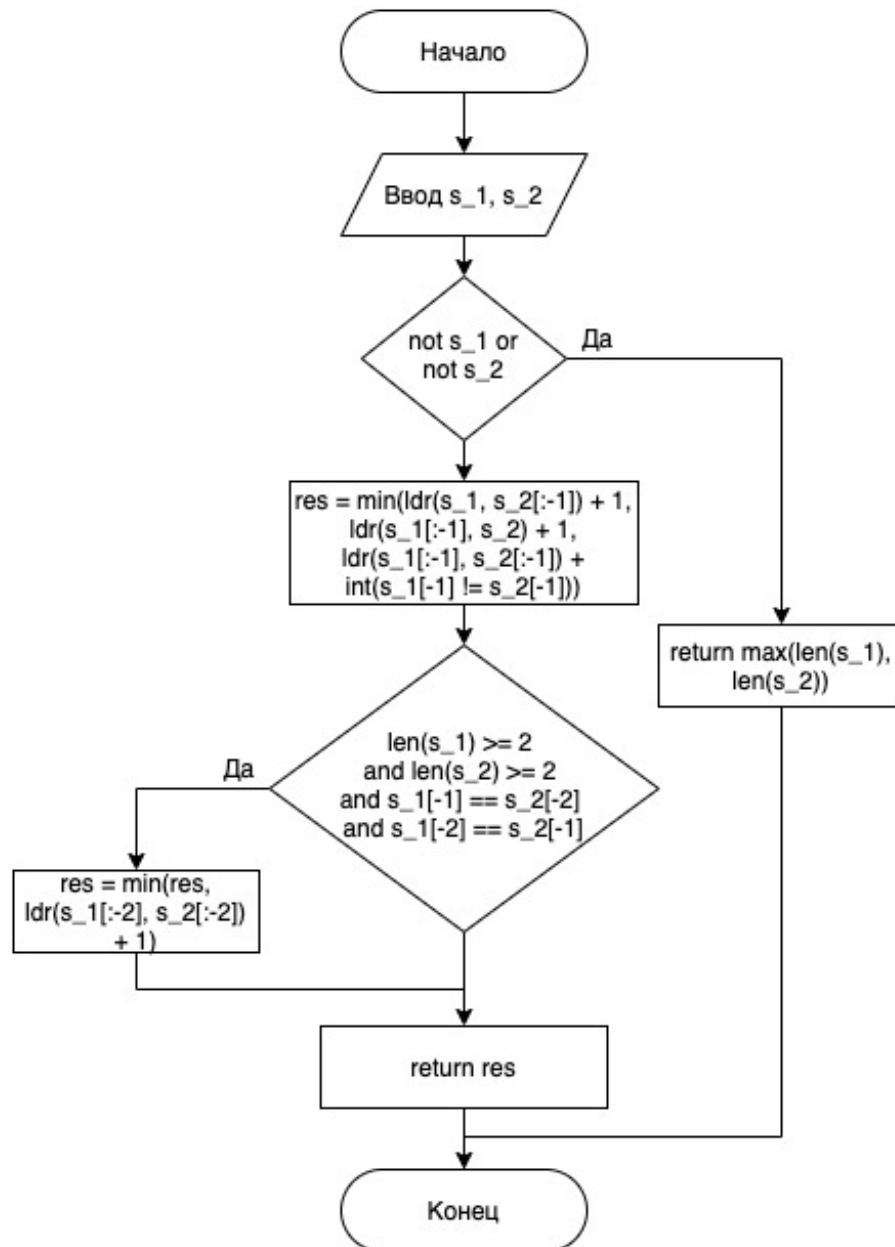 Начало
Ввод s_1, s_2
not s_1 or
not s_2
Да
res = min(ldr(s_1, s_2[:-1]) + 1,
ldr(s_1[:-1], s_2) + 1,
ldr(s_1[:-1], s_2[:-1]) +
int(s_1[-1] != s_2[-1]))
return max(len(s_1),
len(s_2))
len(s_1) >= 2
and len(s_2) >= 2
and s_1[-1] == s_2[-2]
and s_1[-2] == s_2[-1]
Да
res = min(res,
ldr(s_1[:-2], s_2[:-2])
+ 1)
return res
Конец